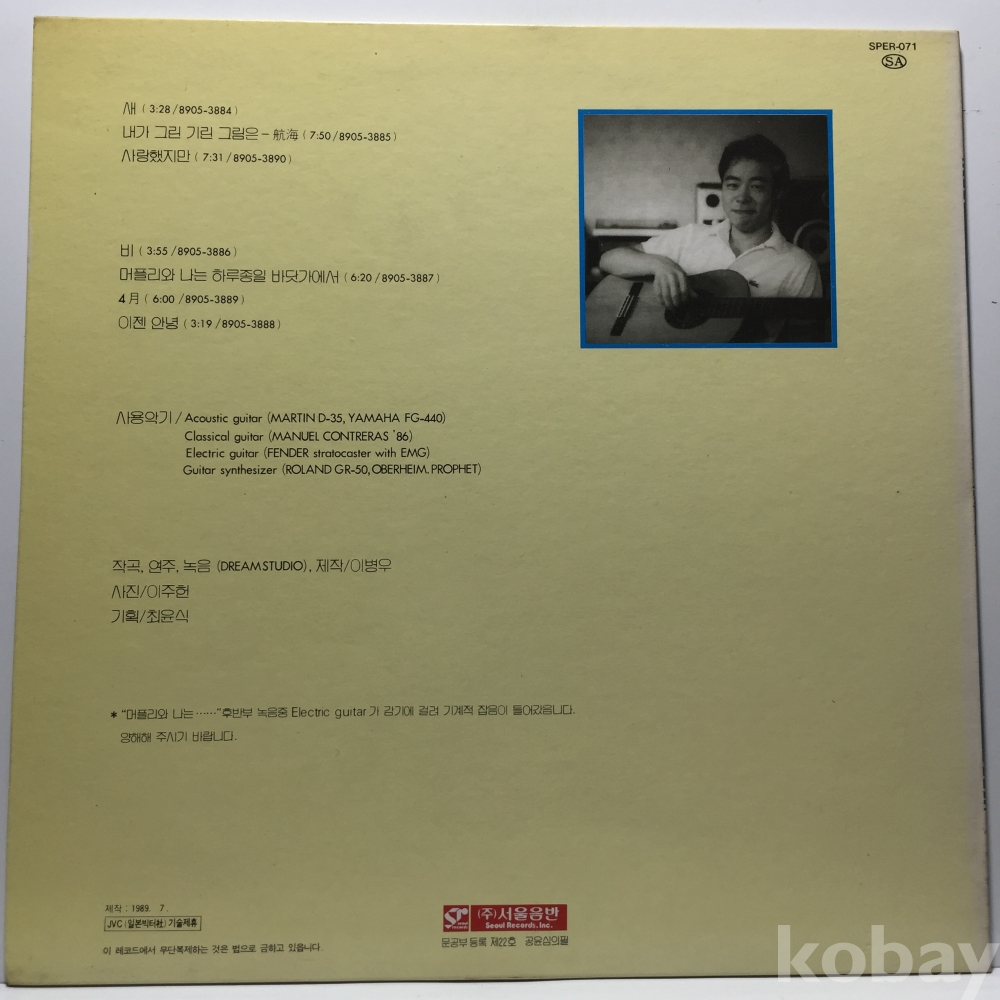 SPER-071
SA
새 ( 3:28 /8905-3884 )
내가 그린 기린 그림은 - 航海 ( 7:50 /8905-3885 )
사랑했지만 ( 7:31 /8905-3890 )
비 ( 3:55 /8905-3886 )
머플리와 나는 하루종일 바닷가에서 ( 6:20 /8905-3887 )
4 月 ( 6:00 /8905-3889 )
이젠 안녕 ( 3:19 /8905-3888 )
사용악기 / Acoustic guitar (MARTIN D-35, YAMAHA FG-440)
Classical guitar (MANUEL CONTRERAS '86)
Electric guitar (FENDER stratocaster with EMG)
Guitar synthesizer (ROLAND GR-50, OBERHEIM. PROPHET)
작곡, 연주, 녹음 (DREAM STUDIO), 제작/이병우
사진/이주헌
기획/최윤식
* "머플리와 나는 ……" 후반부 녹음중 Electric guitar 가 감기에 걸려 기계적 잡음이 들어갔읍니다.
양해해 주시기 바랍니다.
제작 : 1989. 7 .
JVC (일본빅터社) 기술제휴
이 레코드에서 무단복제하는 것은 법으로 금하고 있읍니다.
(주)서울음반
Seoul Records, Inc.
문공부 등록 제22호 공윤심의필
kobay